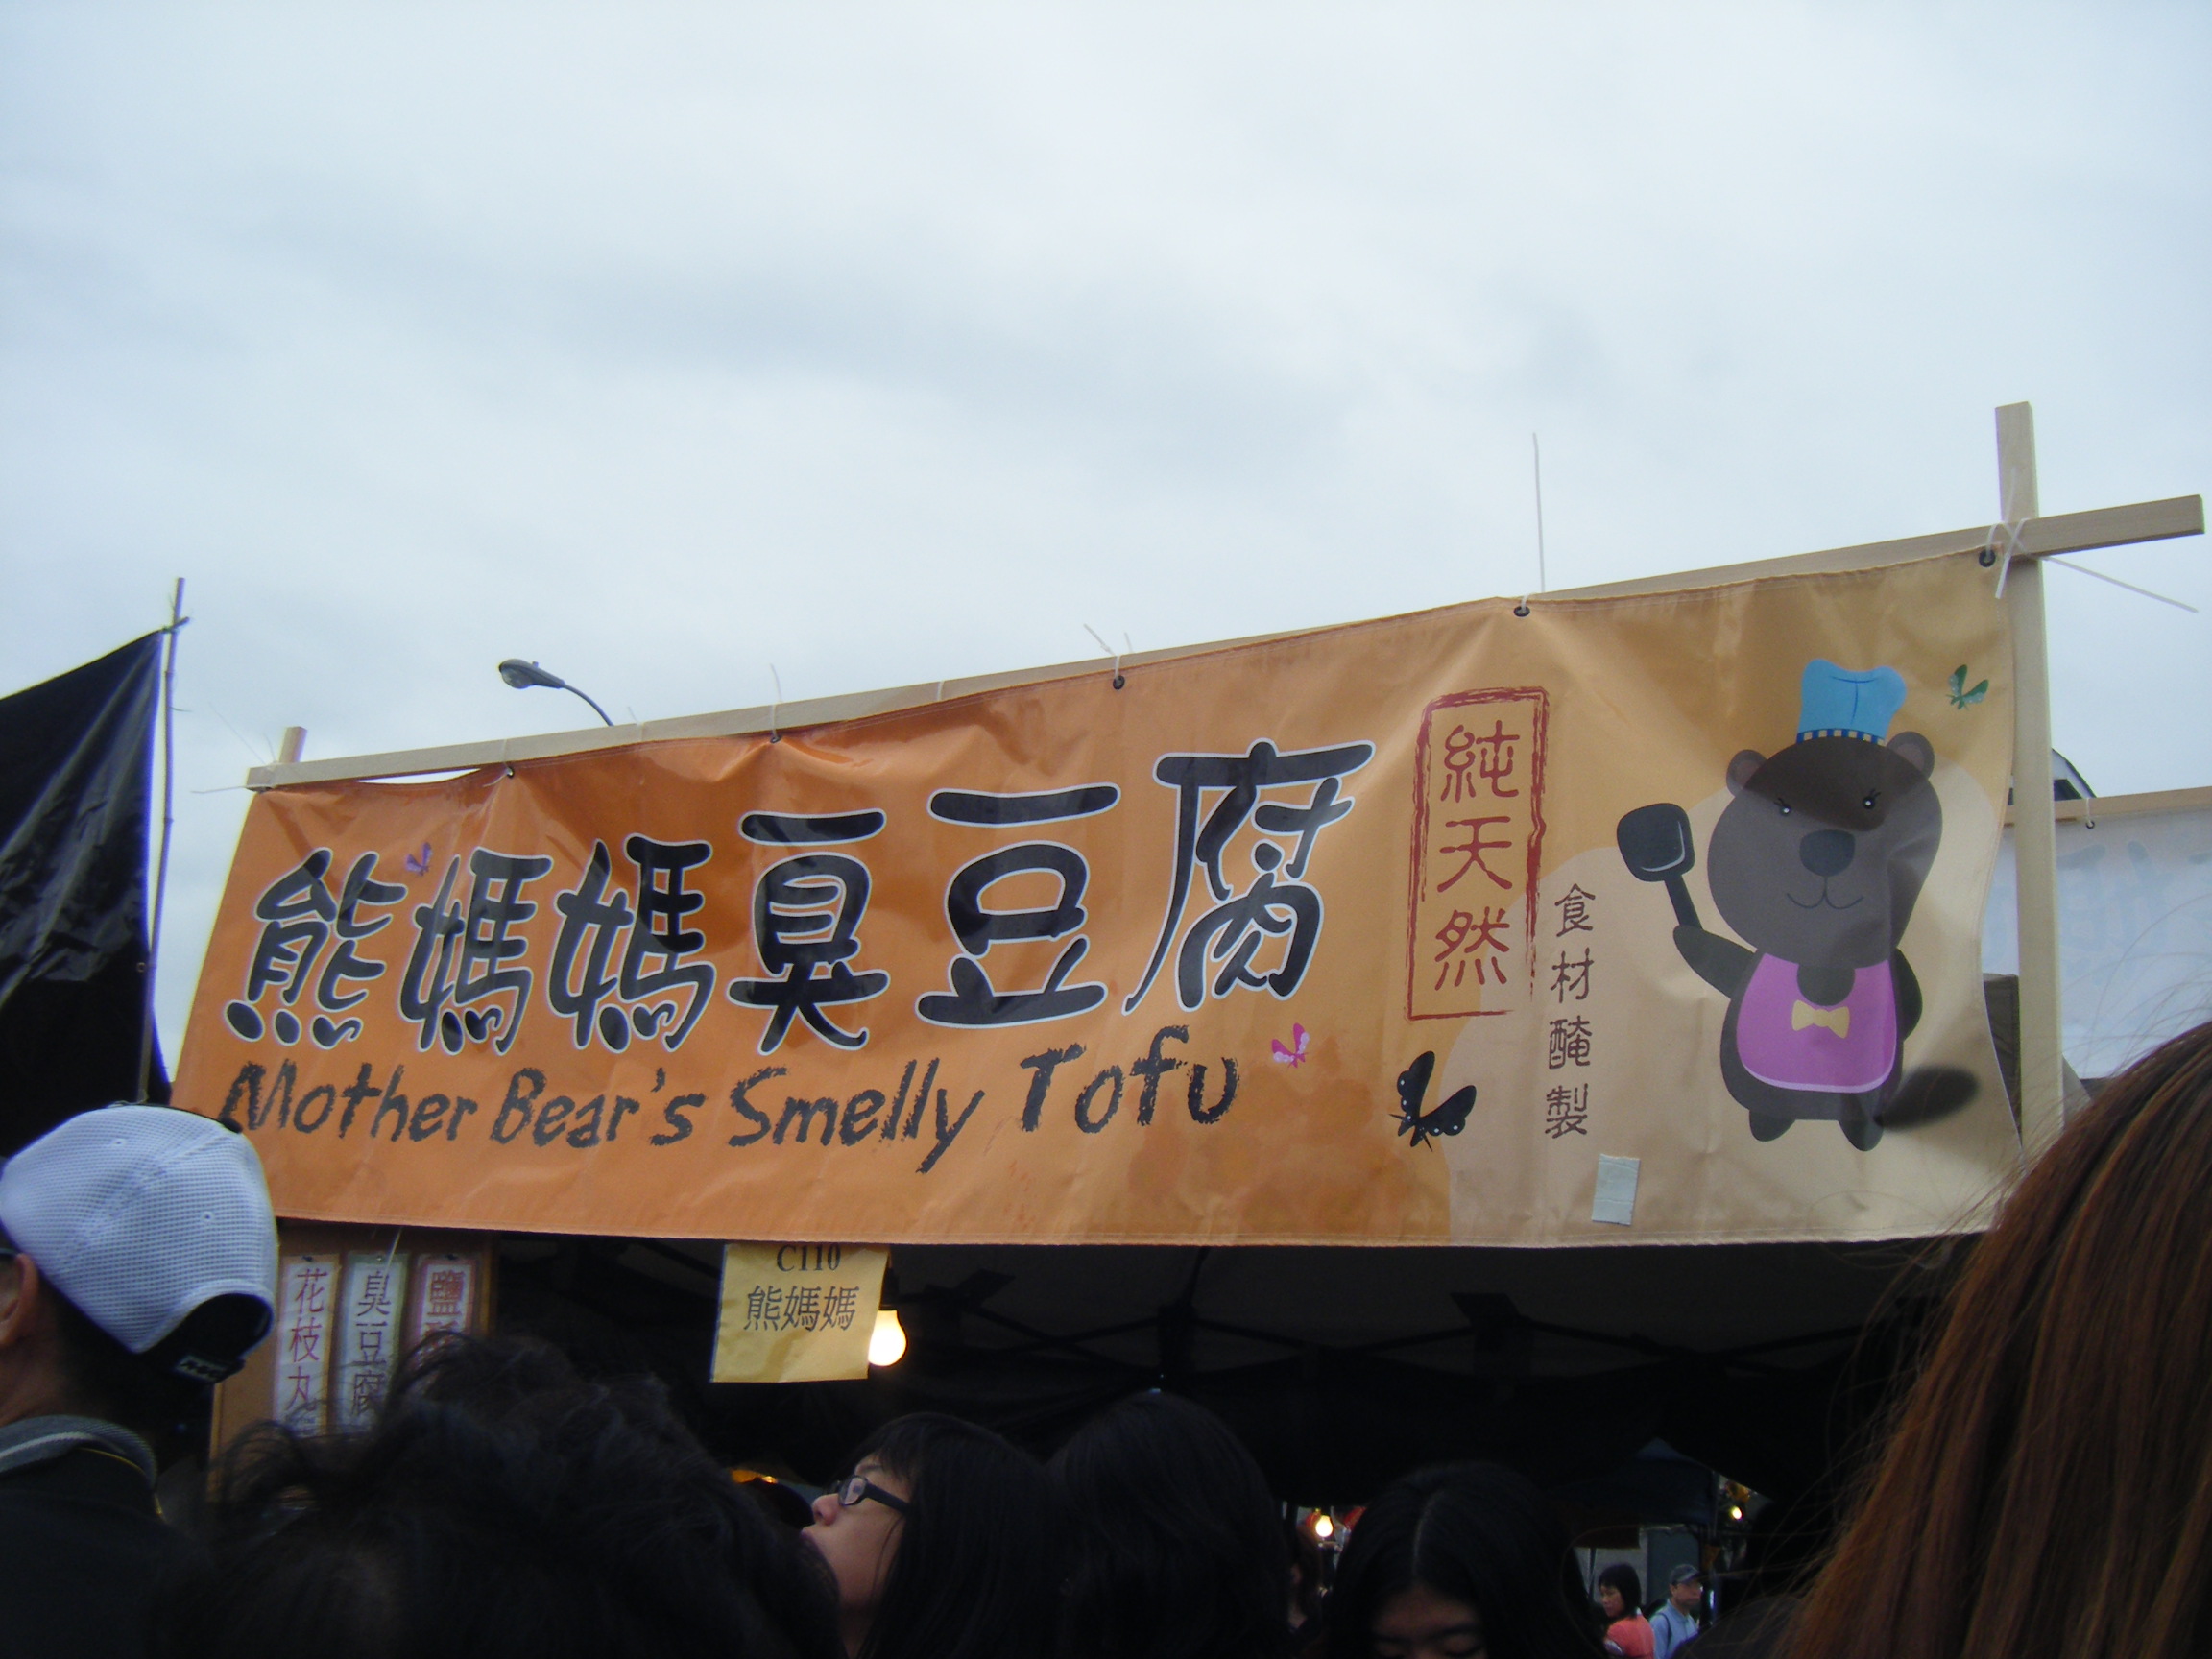 熊媽媽臭豆腐
Mother Bear's Smelly Tofu
純天然
食材醃製
C110
熊媽媽
花枝丸
臭豆腐
鹽